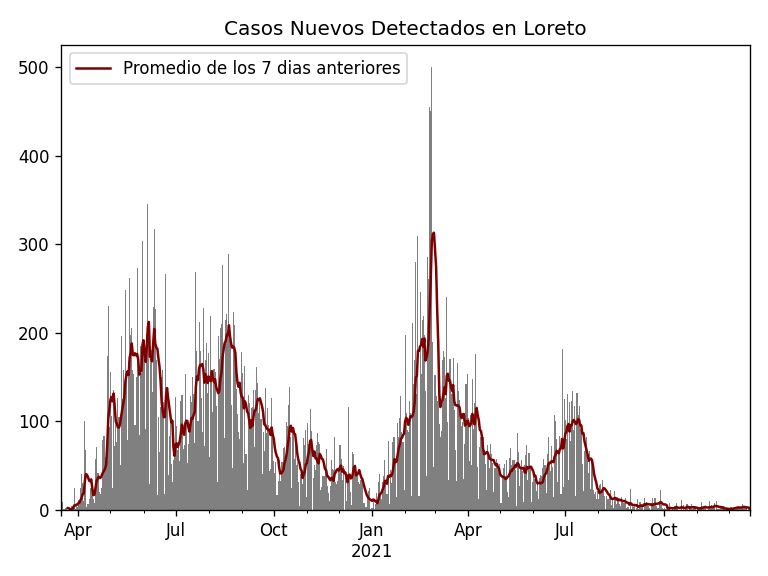 Casos Nuevos Detectados en Loreto
Promedio de los 7 dias anteriores
500
400
300
200
100
0
Apr Jul Oct Jan Apr Jul Oct
2021